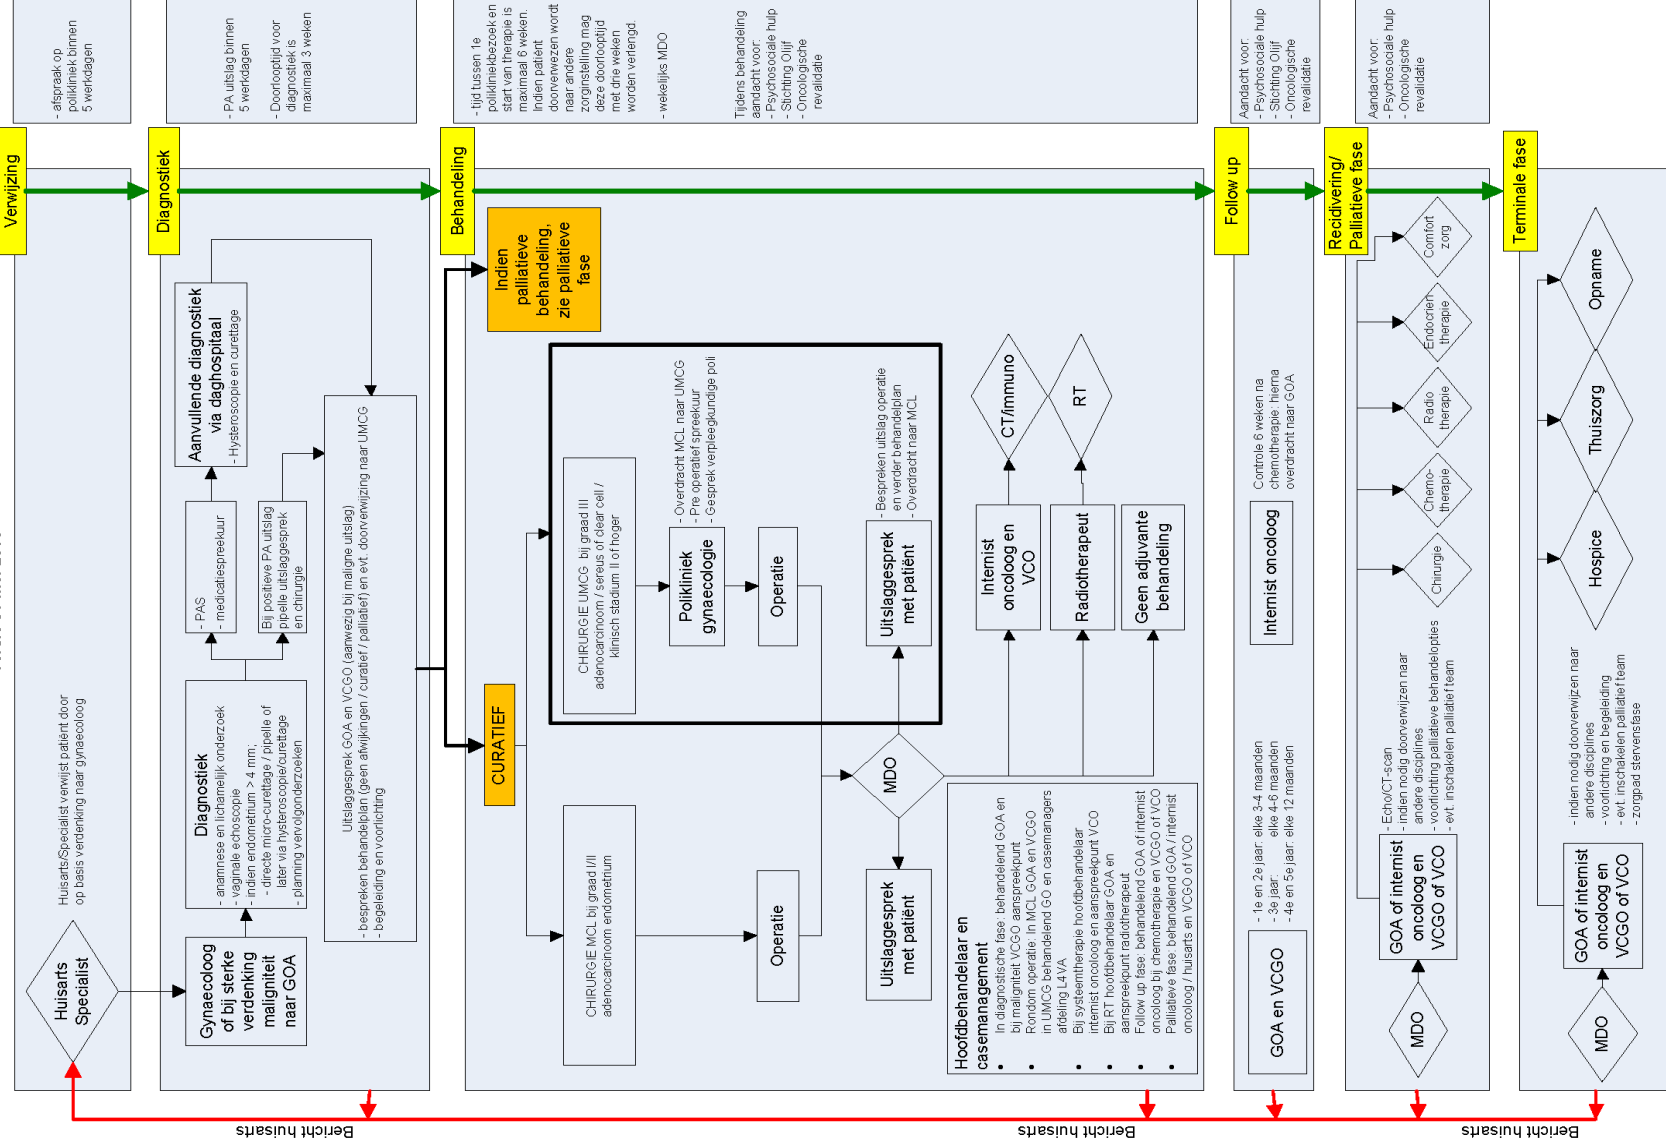 Verwijzing
- afspraak op
polikliniek binnen
5 werkdagen
Huisarts/Specialist verwijst patiënt door
op basis verdenking naar gynaecoloog
Huisarts
Specialist
Diagnostiek
- PA uitslag binnen
5 werkdagen
- Doorlooptijd voor
diagnostiek is
maximaal 3 weken
Gynaecoloog
of bij sterke
verdenking
maligniteit
naar GOA
Diagnostiek
- anamnese en lichamelijk onderzoek
- vaginale echoscopie
- indien endometrium > 4 mm;
- directe micro-curettage / pipelle of
later via hysteroscopie/curettage
- planning vervolgonderzoeken
- PAS
- medicatiespreekuur
Bij positieve PA uitslag
pipelle uitslaggesprek
en chirurgie
Aanvullende diagnostiek
via daghospitaal
- Hysteroscopie en curettage
Uitslaggesprek GOA en VCGO (aanwezig bij maligne uitslag)
- bespreken behandelplan (geen afwijkingen / curatief / palliatief) en evt. doorverwijzing naar UMCG
- begeleiding en voorlichting
Behandeling
- tijd tussen 1e
polikliniekbezoek en
start van therapie is
maximaal 6 weken.
Indien patiënt
doorverwezen wordt
naar andere
zorginstelling mag
deze doorlooptijd
met drie weken
worden verlengd.
- wekelijks MDO
Tijdens behandeling
aandacht voor:
- Psychosociale hulp
- Stichting Olijf
- Oncologische
revalidatie
Indien
palliatieve
behandeling,
zie palliatieve
fase
CURATIEF
CHIRURGIE MCL bij graad I/II
adenocarcinoom endometrium
Operatie
Uitslaggesprek
met patiënt
CHIRURGIE UMCG bij graad III
adenocarcinoom / sereus of clear cell /
klinisch stadium II of hoger
Polikliniek
gynaecologie
- Overdracht MCL naar UMCG
- Pre operatief spreekuur
- Gesprek verpleegkundige poli
Operatie
Uitslaggesprek
met patiënt
- Bespreken uitslag operatie
en verder behandelplan
- Overdracht naar MCL
MDO
Internist
oncoloog en
VCO
CT/immuno
Radiotherapeut
RT
Geen adjuvante
behandeling
Hoofdbehandelaar en
casemanagement
• In diagnostische fase: behandelend GOA en
bij maligniteit VCGO aanspreekpunt
• Rondom operatie: In MCL GOA en VCGO
in UMCG behandelend GO en casemanagers
afdeling L4VA
• Bij systeemtherapie hoofdbehandelaar
internist oncoloog en aanspreekpunt VCO
• Bij RT hoofdbehandelaar GOA en
aanspreekpunt radiotherapeut
• Follow up fase: behandelend GOA of internist
oncoloog bij chemotherapie en VCGO of VCO
• Palliatieve fase: behandelend GOA / internist
oncoloog / huisarts en VCGO of VCO
Follow up
Aandacht voor:
- Psychosociale hulp
- Stichting Olijf
- Oncologische
revalidatie
GOA en VCGO
- 1e en 2e jaar: elke 3-4 maanden
- 3e jaar: elke 4-6 maanden
- 4e en 5e jaar: elke 12 maanden
Internist oncoloog
Controle 6 weken na
chemotherapie: hierna
overdracht naar GOA
Recidivering/
Palliatieve fase
Aandacht voor:
- Psychosociale hulp
- Oncologische
revalidatie
MDO
GOA of internist
oncoloog en
VCGO of VCO
- Echo/CT-scan
- indien nodig doorverwijzen naar
andere disciplines
- voorlichting palliatieve behandelopties
- evt. inschakelen palliatief team
Chirurgie
Chemo-
therapie
Radio
therapie
Endocrien
therapie
Comfort
zorg
Terminale fase
MDO
GOA of internist
oncoloog en
VCGO of VCO
- indien nodig doorverwijzen naar
andere disciplines
- voorlichting en begeleiding
- evt. inschakelen palliatief team
- zorgpad stervensfase
Hospice
Thuiszorg
Opname
Bericht huisarts
Bericht huisarts
Bericht huisarts